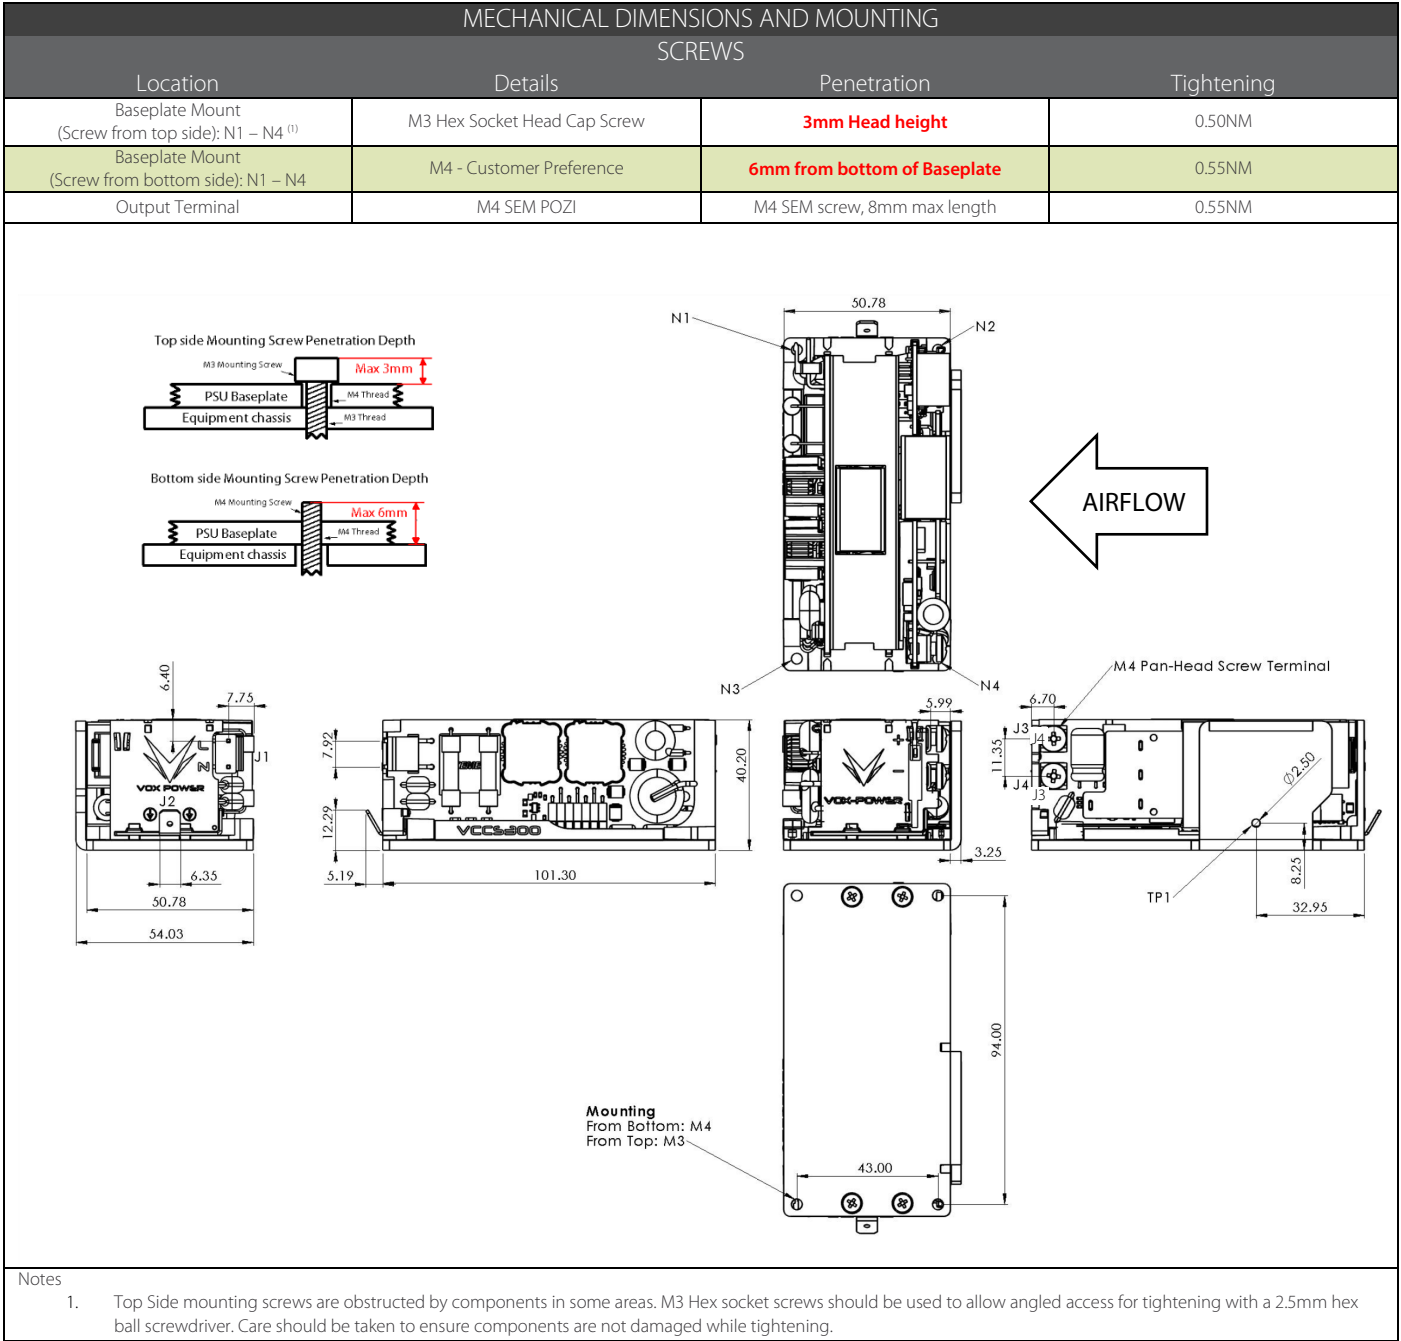 MECHANICAL DIMENSIONS AND MOUNTING
SCREWS
Location Details Penetration Tightening
Baseplate Mount
(Screw from top side): N1 – N4 (1) M3 Hex Socket Head Cap Screw 3mm Head height 0.50NM
Baseplate Mount
(Screw from bottom side): N1 – N4 M4 - Customer Preference 6mm from bottom of Baseplate 0.55NM
Output Terminal M4 SEM POZI M4 SEM screw, 8mm max length 0.55NM
Top side Mounting Screw Penetration Depth
M3 Mounting Screw
Max 3mm
PSU Baseplate
M4 Thread
Equipment chassis
M3 Thread
Bottom side Mounting Screw Penetration Depth
M4 Mounting Screw
Max 6mm
PSU Baseplate
M4 Thread
Equipment chassis
50.78
N1
N2
N3
N4
AIRFLOW
6.40
7.75
J1
L
N
VOX POWER
J2
6.35
50.78
54.03
7.92
12.29
5.19
101.30
40.20
VCCS300
5.99
+
–
VOX-POWER
3.25
M4 Pan-Head Screw Terminal
6.70
J3
J4
11.35
J4
J3
Ø2.50
TP1
8.25
32.95
94.00
43.00
Mounting
From Bottom: M4
From Top: M3
Notes
1. Top Side mounting screws are obstructed by components in some areas. M3 Hex socket screws should be used to allow angled access for tightening with a 2.5mm hex
ball screwdriver. Care should be taken to ensure components are not damaged while tightening.